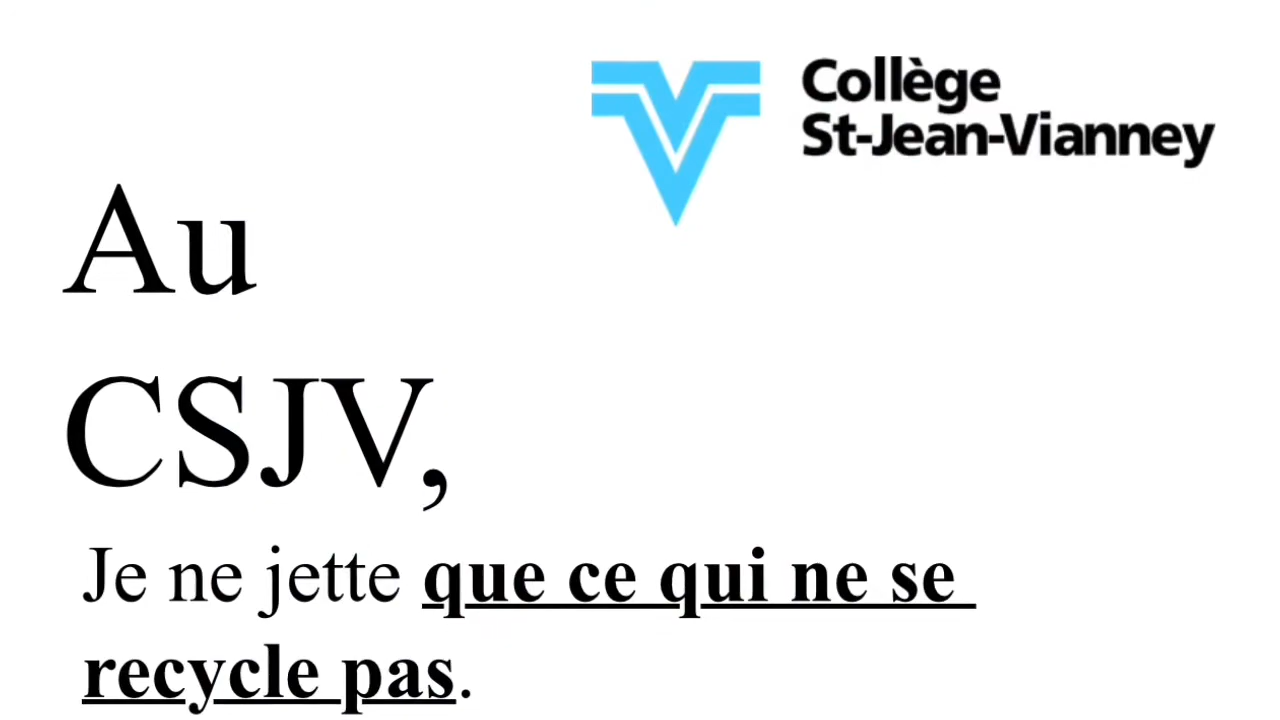 Collège
St-Jean-Vianney
Au
CSJV,
Je ne jette que ce qui ne se
recycle pas.